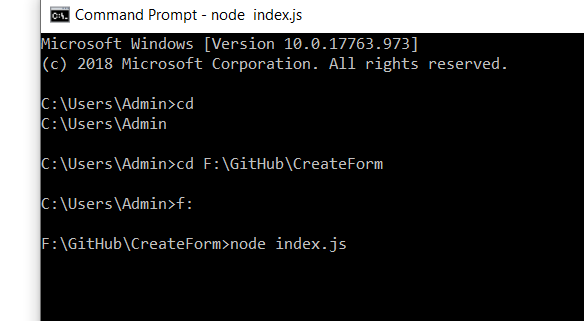 Command Prompt - node  index.js
Microsoft Windows [Version 10.0.17763.973]
(c) 2018 Microsoft Corporation. All rights reserved.
C:\Users\Admin>cd
C:\Users\Admin
C:\Users\Admin>cd F:\GitHub\CreateForm
C:\Users\Admin>f:
F:\GitHub\CreateForm>node index.js